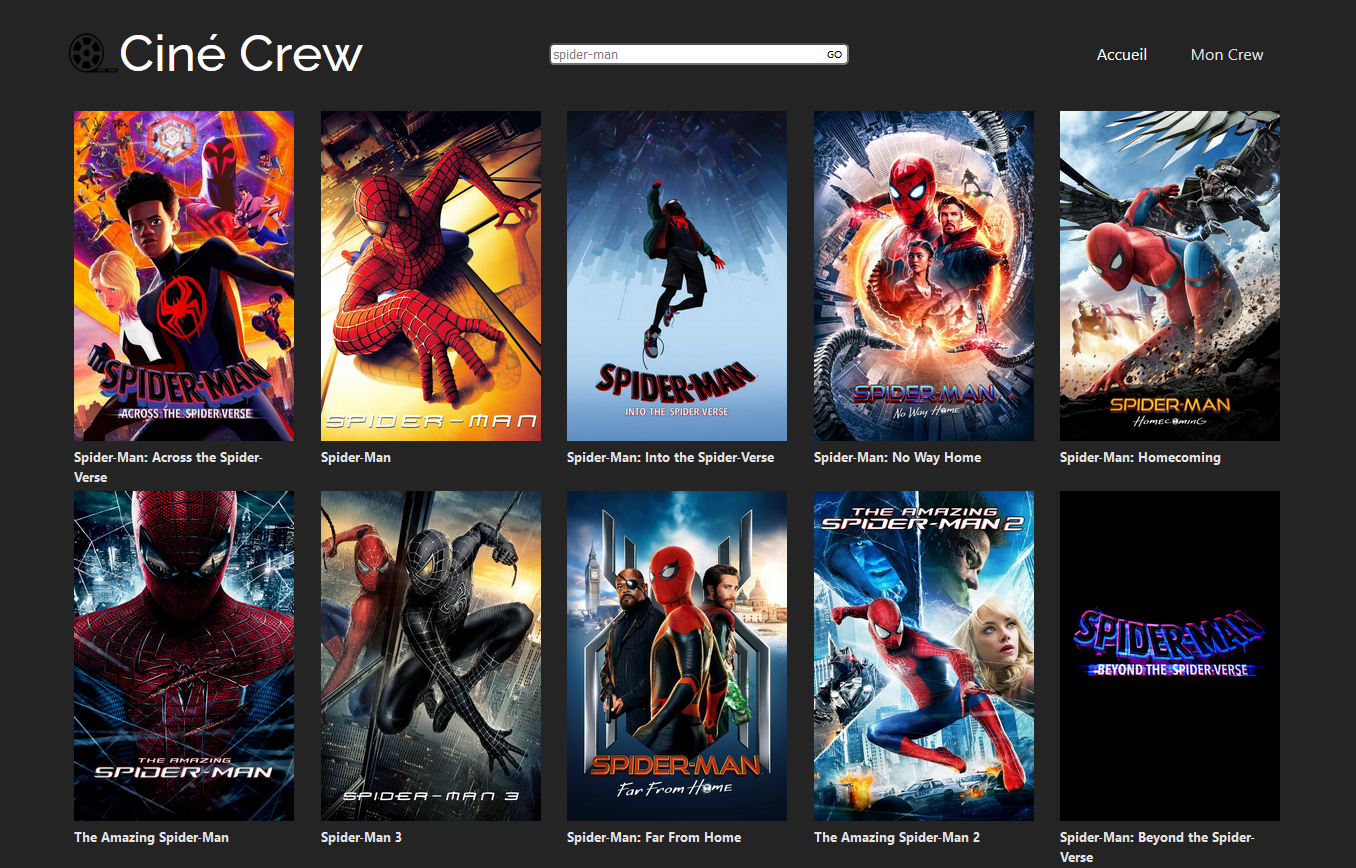 Ciné Crew
spider-man
GO
Accueil
Mon Crew
SPIDER-MAN
ACROSS THE SPIDER-VERSE
SPIDER-MAN
SPIDER-MAN
INTO THE SPIDER-VERSE
SPIDER-MAN
No Way Home
SPIDER-MAN
HOMECOMING
Spider-Man: Across the Spider-
Verse
Spider-Man
Spider-Man: Into the Spider-Verse
Spider-Man: No Way Home
Spider-Man: Homecoming
THE AMAZING
SPIDER-MAN
SPIDER-MAN 3
SPIDER-MAN
Far From Home
THE AMAZING
SPIDER-MAN 2
SPIDER-MAN
BEYOND THE SPIDER-VERSE
The Amazing Spider-Man
Spider-Man 3
Spider-Man: Far From Home
The Amazing Spider-Man 2
Spider-Man: Beyond the Spider-
Verse